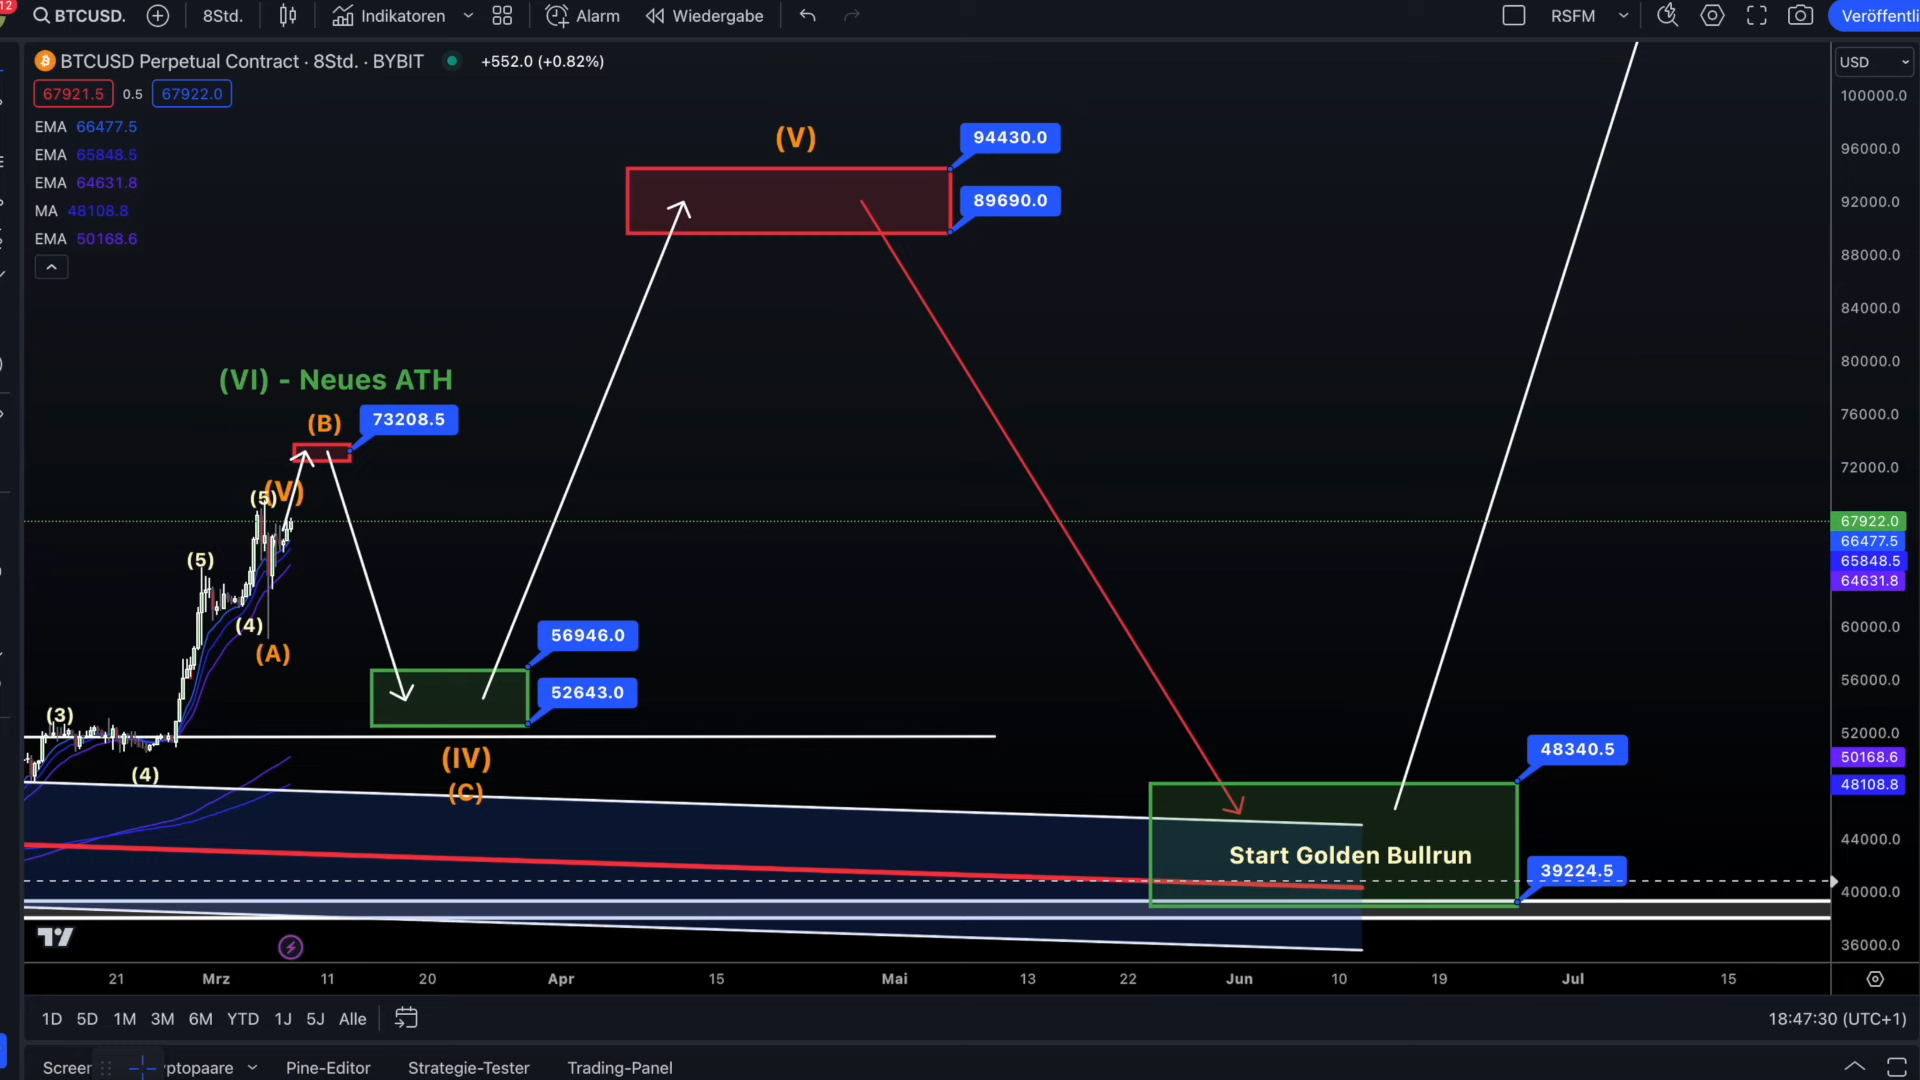 12
BTCUSD.
8Std.
Indikatoren
Alarm
Wiedergabe
RSFM
Veröffentli
BTCUSD Perpetual Contract · 8Std. · BYBIT
+552.0 (+0.82%)
67921.5
0.5
67922.0
EMA 66477.5
EMA 65848.5
EMA 64631.8
MA 48108.8
EMA 50168.6
(V)
94430.0
89690.0
(VI) - Neues ATH
(B)
73208.5
(5)
(V)
(5)
(4)
(A)
(3)
(4)
56946.0
52643.0
(IV)
(C)
48340.5
Start Golden Bullrun
39224.5
USD
100000.0
96000.0
92000.0
88000.0
84000.0
80000.0
76000.0
72000.0
67922.0
66477.5
65848.5
64631.8
60000.0
56000.0
52000.0
50168.6
48108.8
44000.0
40000.0
36000.0
21 Mrz 11 20 Apr 15 Mai 13 22 Jun 10 19 Jul 15
1D 5D 1M 3M 6M YTD 1J 5J Alle
18:47:30 (UTC+1)
Screer
ptopaare
Pine-Editor
Strategie-Tester
Trading-Panel